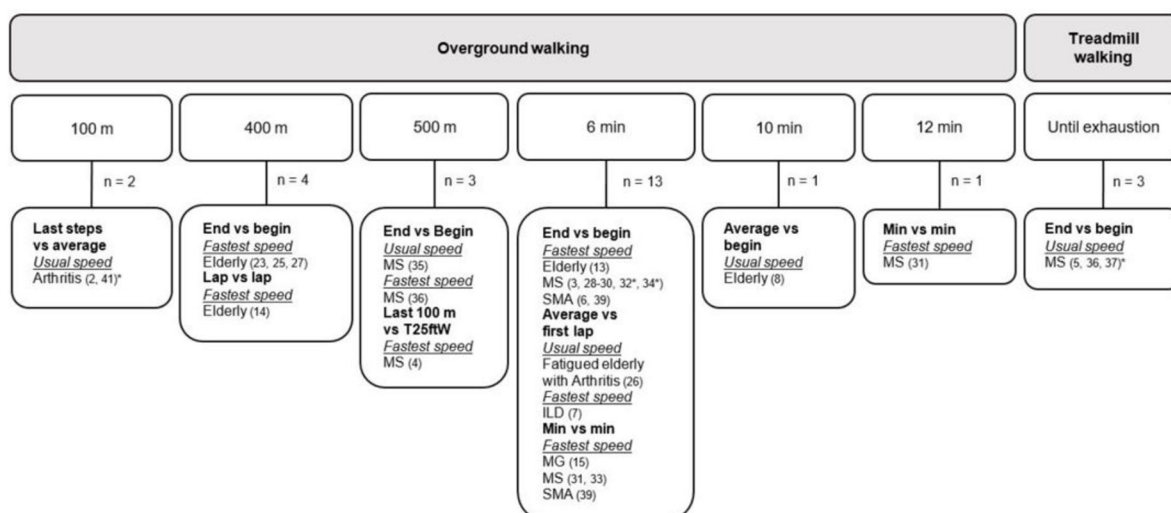 Overground walking
Treadmill
walking
100 m
400 m
500 m
6 min
10 min
12 min
Until exhaustion
n = 2
n = 4
n = 3
n = 13
n = 1
n = 1
n = 3
Last steps
vs average
Usual speed
Arthritis (2, 41)*
End vs begin
Fastest speed
Elderly (23, 25, 27)
Lap vs lap
Fastest speed
Elderly (14)
End vs Begin
Usual speed
MS (35)
Fastest speed
MS (36)
Last 100 m
vs T25ftW
Fastest speed
MS (4)
End vs begin
Fastest speed
Elderly (13)
MS (3, 28-30, 32*, 34*)
SMA (6, 39)
Average vs
first lap
Usual speed
Fatigued elderly
with Arthritis (26)
Fastest speed
ILD (7)
Min vs min
Fastest speed
MG (15)
MS (31, 33)
SMA (39)
Average vs
begin
Usual speed
Elderly (8)
Min vs min
Fastest speed
MS (31)
End vs begin
Usual speed
MS (5, 36, 37)*